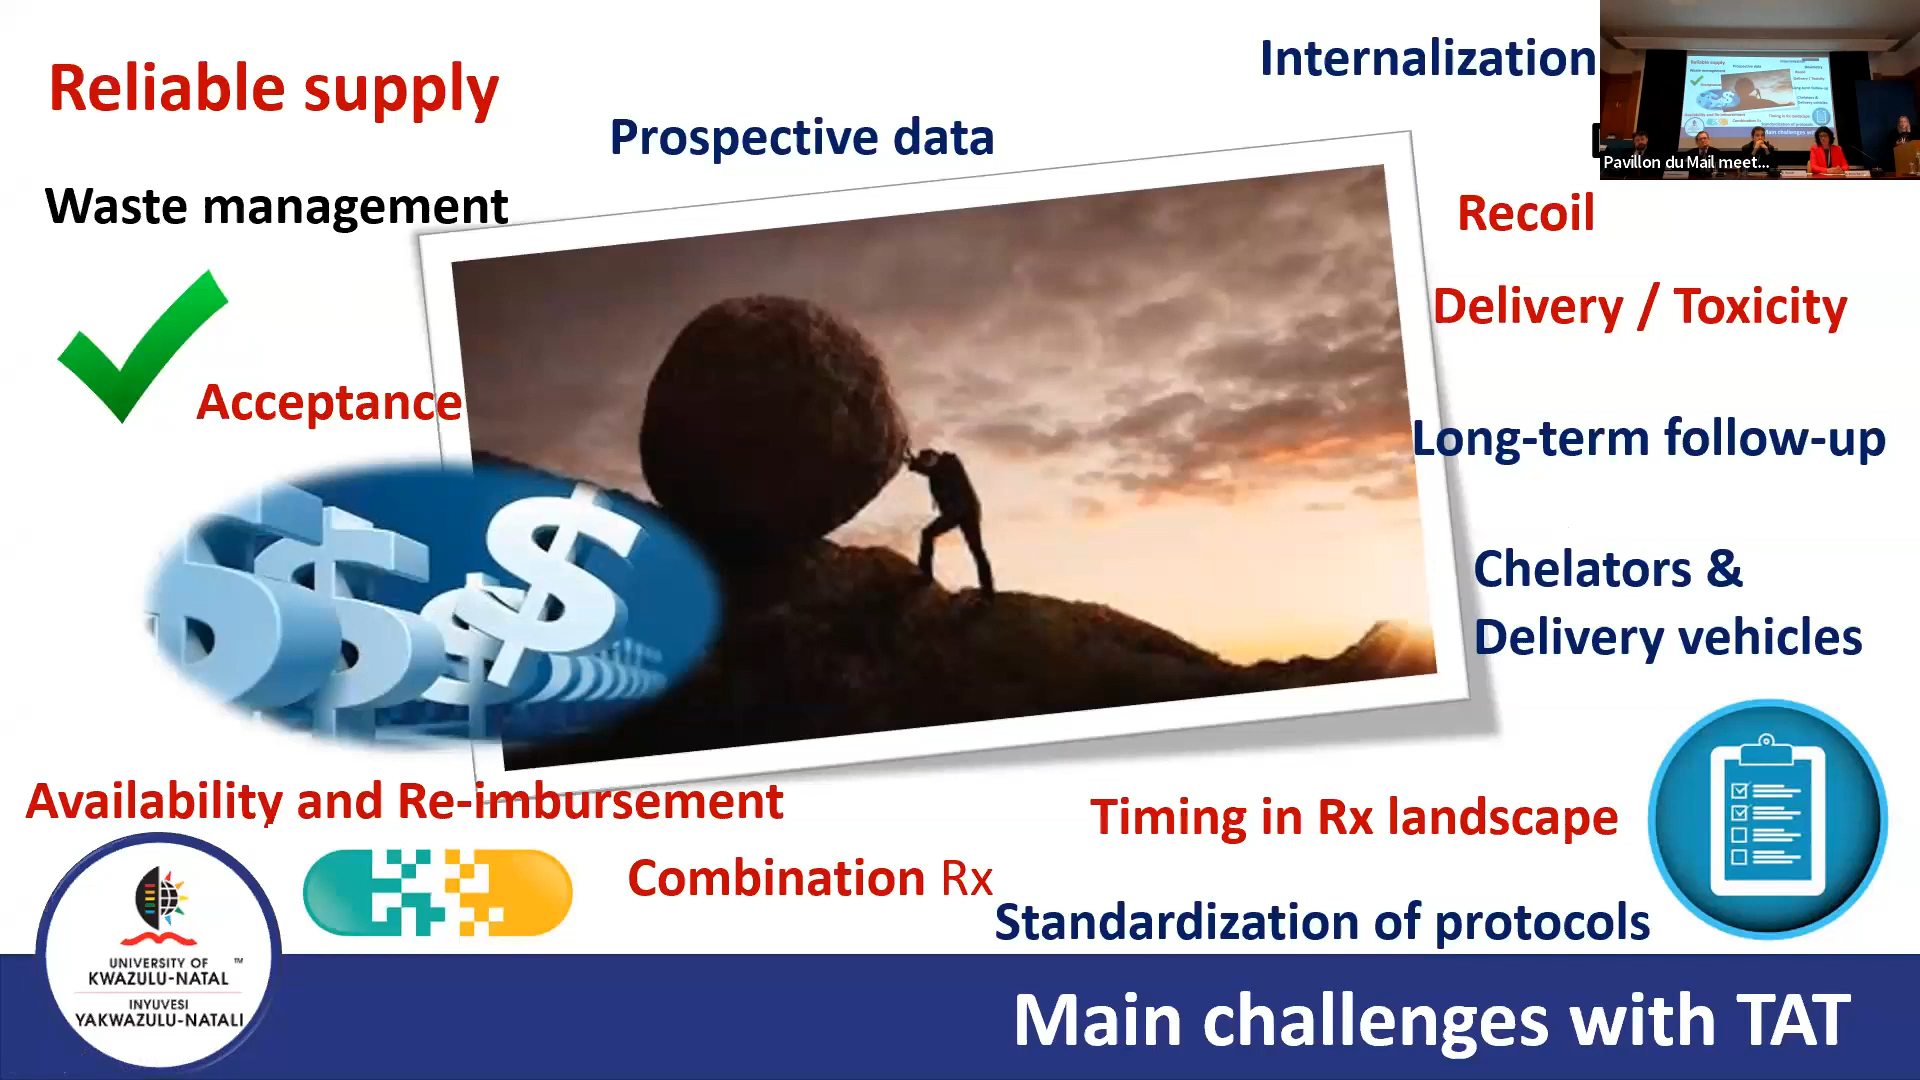 Reliable supply
Internalization
Prospective data
Pavillon du Mail meet...
Waste management
Recoil
Delivery / Toxicity
Acceptance
Long-term follow-up
Chelators &
Delivery vehicles
Availability and Re-imbursement
Timing in Rx landscape
Combination Rx
Standardization of protocols
UNIVERSITY OF
KWAZULU-NATAL™
INYUVESI
YAKWAZULU-NATALI
Main challenges with TAT